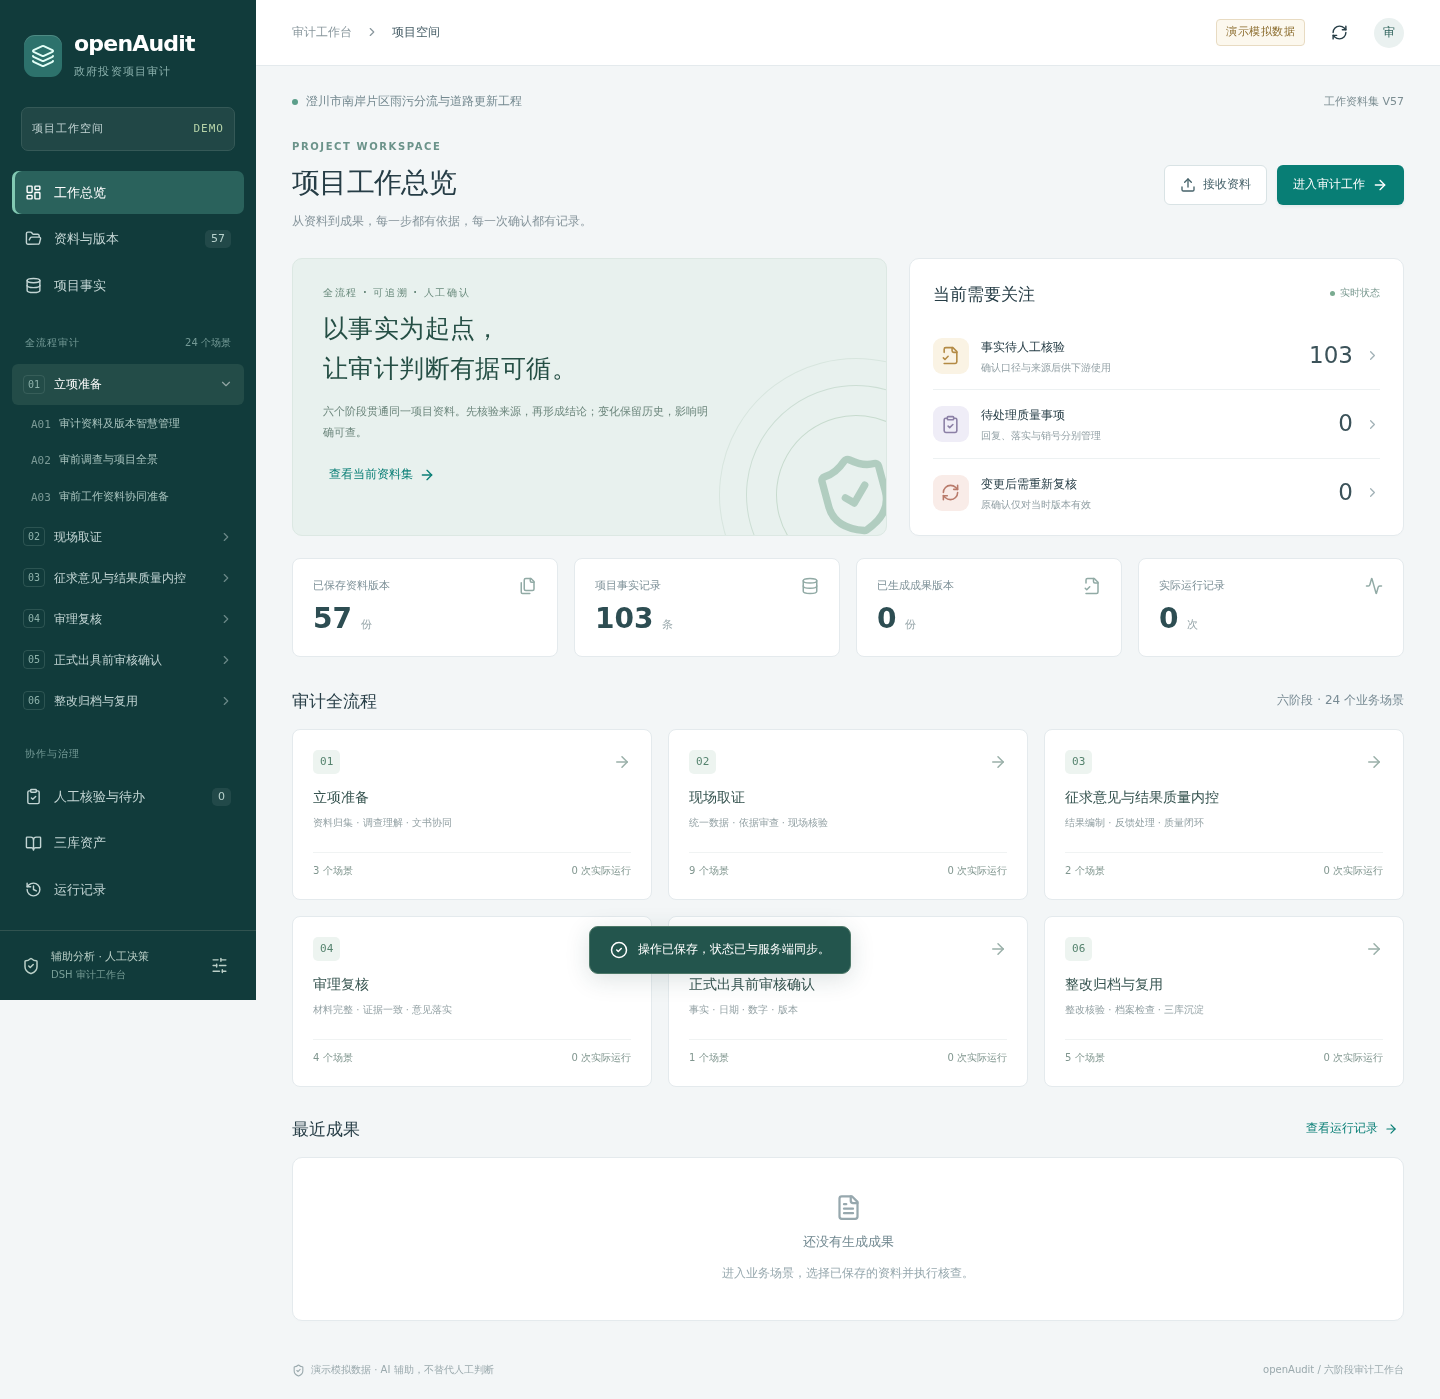 openAudit
政府投资项目审计
项目工作空间 DEMO
工作总览
资料与版本 57
项目事实
全流程审计 24 个场景
01 立项准备
A01 审计资料及版本智慧管理
A02 审前调查与项目全景
A03 审前工作资料协同准备
02 现场取证
03 征求意见与结果质量内控
04 审理复核
05 正式出具前审核确认
06 整改归档与复用
协作与治理
人工核验与待办 0
三库资产
运行记录
辅助分析 · 人工决策
DSH 审计工作台
审计工作台 项目空间 演示模拟数据 审
澄川市南岸片区雨污分流与道路更新工程 工作资料集 V57
PROJECT WORKSPACE
项目工作总览
接收资料 进入审计工作
从资料到成果，每一步都有依据，每一次确认都有记录。
全流程 · 可追溯 · 人工确认
以事实为起点，
让审计判断有据可循。
六个阶段贯通同一项目资料。先核验来源，再形成结论；变化保留历史，影响明
确可查。
查看当前资料集
当前需要关注 实时状态
事实待人工核验 103
确认口径与来源后供下游使用
待处理质量事项 0
回复、落实与销号分别管理
变更后需重新复核 0
原确认仅对当时版本有效
已保存资料版本
57 份
项目事实记录
103 条
已生成成果版本
0 份
实际运行记录
0 次
审计全流程 六阶段 · 24 个业务场景
01
立项准备
资料归集 · 调查理解 · 文书协同
3 个场景 0 次实际运行
02
现场取证
统一数据 · 依据审查 · 现场核验
9 个场景 0 次实际运行
03
征求意见与结果质量内控
结果编制 · 反馈处理 · 质量闭环
2 个场景 0 次实际运行
04
审理复核
材料完整 · 证据一致 · 意见落实
4 个场景 0 次实际运行
操作已保存，状态已与服务端同步。
正式出具前审核确认
事实 · 日期 · 数字 · 版本
1 个场景 0 次实际运行
06
整改归档与复用
整改核验 · 档案检查 · 三库沉淀
5 个场景 0 次实际运行
最近成果 查看运行记录
还没有生成成果
进入业务场景，选择已保存的资料并执行核查。
演示模拟数据 · AI 辅助，不替代人工判断 openAudit / 六阶段审计工作台